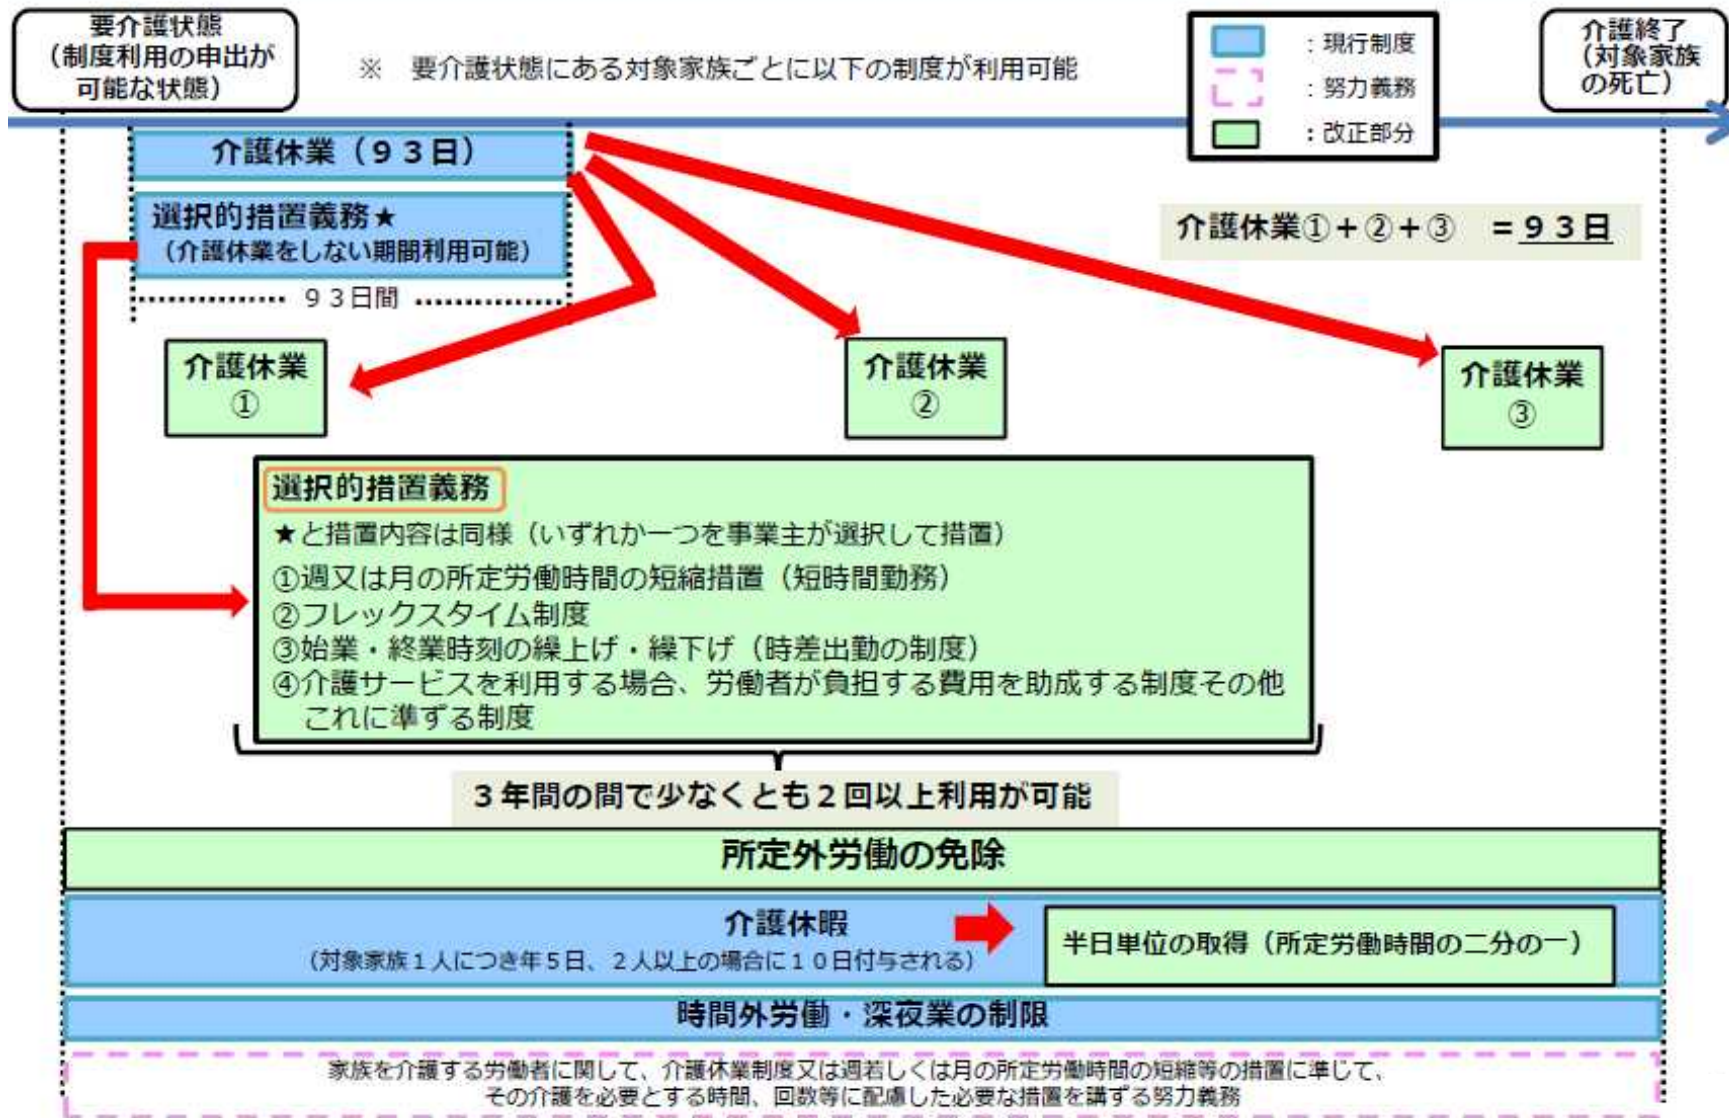 要介護状態
（制度利用の申出が
可能な状態）
※　要介護状態にある対象家族ごとに以下の制度が利用可能
：現行制度
：努力義務
：改正部分
介護終了
（対象家族
の死亡）
介護休業（９３日）
選択的措置義務★
（介護休業をしない期間利用可能）
９３日間
介護休業①＋②＋③　＝９３日
介護休業
①
介護休業
②
介護休業
③
選択的措置義務
★と措置内容は同様（いずれか一つを事業主が選択して措置）
①週又は月の所定労働時間の短縮措置（短時間勤務）
②フレックスタイム制度
③始業・終業時刻の繰上げ・繰下げ（時差出勤の制度）
④介護サービスを利用する場合、労働者が負担する費用を助成する制度その他
これに準ずる制度
３年間の間で少なくとも２回以上利用が可能
所定外労働の免除
介護休暇
（対象家族１人につき年５日、２人以上の場合に１０日付与される）
半日単位の取得（所定労働時間の二分の一）
時間外労働・深夜業の制限
家族を介護する労働者に関して、介護休業制度又は週若しくは月の所定労働時間の短縮等の措置に準じて、
その介護を必要とする時間、回数等に配慮した必要な措置を講ずる努力義務